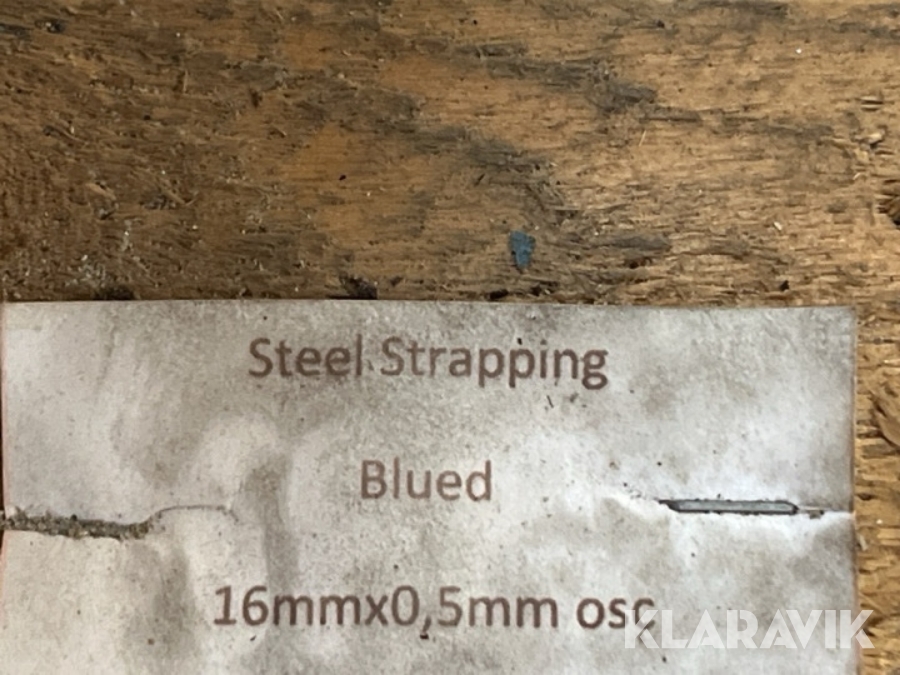 Steel Strapping
Blued
16mmx0,5mm osc
KLARAVIK